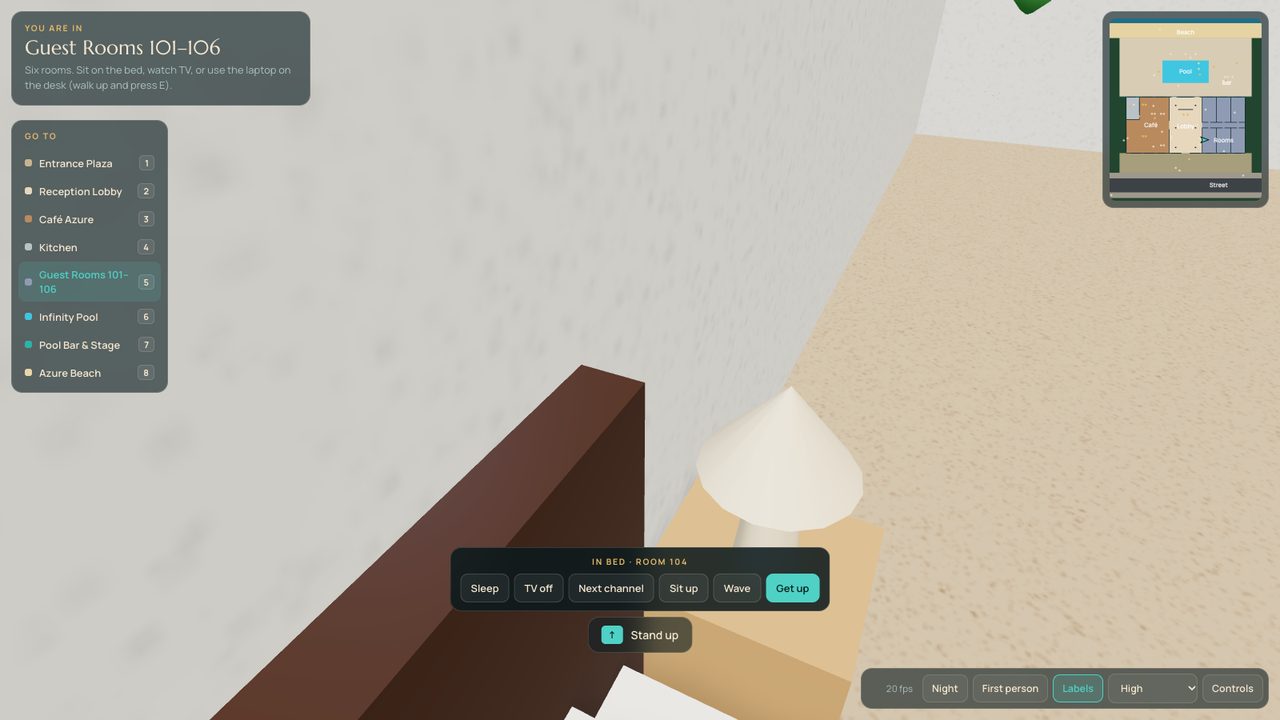 YOU ARE IN
Guest Rooms 101–106
Six rooms. Sit on the bed, watch TV, or use the laptop on
the desk (walk up and press E).
GO TO
Entrance Plaza 1
Reception Lobby 2
Café Azure 3
Kitchen 4
Guest Rooms 101–
106 5
Infinity Pool 6
Pool Bar & Stage 7
Azure Beach 8
Beach
Pool
Bar
Café
Lobby
Rooms
Street
IN BED · ROOM 104
Sleep TV off Next channel Sit up Wave Get up
↑ Stand up
20 fps Night First person Labels High Controls